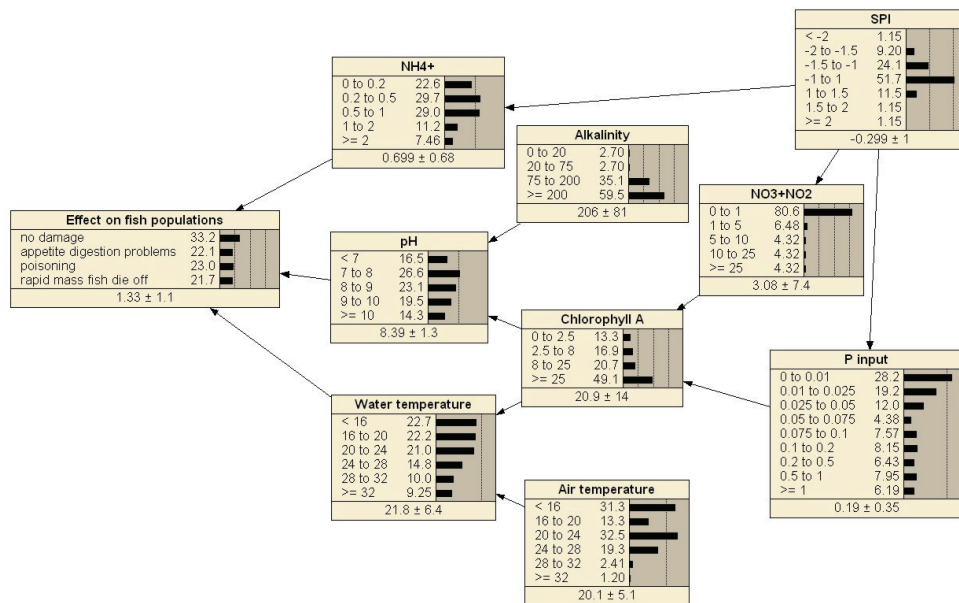 SPI
< -2 1.15
-2 to -1.5 9.20
-1.5 to -1 24.1
-1 to 1 51.7
1 to 1.5 11.5
1.5 to 2 1.15
>= 2 1.15
-0.299 ± 1
NH4+
0 to 0.2 22.6
0.2 to 0.5 29.7
0.5 to 1 29.0
1 to 2 11.2
>= 2 7.46
0.699 ± 0.68
Alkalinity
0 to 20 2.70
20 to 75 2.70
75 to 200 35.1
>= 200 59.5
206 ± 81
NO3+NO2
0 to 1 80.6
1 to 5 6.48
5 to 10 4.32
10 to 25 4.32
>= 25 4.32
3.08 ± 7.4
Effect on fish populations
no damage 33.2
appetite digestion problems 22.1
poisoning 23.0
rapid mass fish die off 21.7
1.33 ± 1.1
pH
< 7 16.5
7 to 8 26.6
8 to 9 23.1
9 to 10 19.5
>= 10 14.3
8.39 ± 1.3
Chlorophyll A
0 to 2.5 13.3
2.5 to 8 16.9
8 to 25 20.7
>= 25 49.1
20.9 ± 14
P input
0 to 0.01 28.2
0.01 to 0.025 19.2
0.025 to 0.05 12.0
0.05 to 0.075 4.38
0.075 to 0.1 7.57
0.1 to 0.2 8.15
0.2 to 0.5 6.43
0.5 to 1 7.95
>= 1 6.19
0.19 ± 0.35
Water temperature
< 16 22.7
16 to 20 22.2
20 to 24 21.0
24 to 28 14.8
28 to 32 10.0
>= 32 9.25
21.8 ± 6.4
Air temperature
< 16 31.3
16 to 20 13.3
20 to 24 32.5
24 to 28 19.3
28 to 32 2.41
>= 32 1.20
20.1 ± 5.1